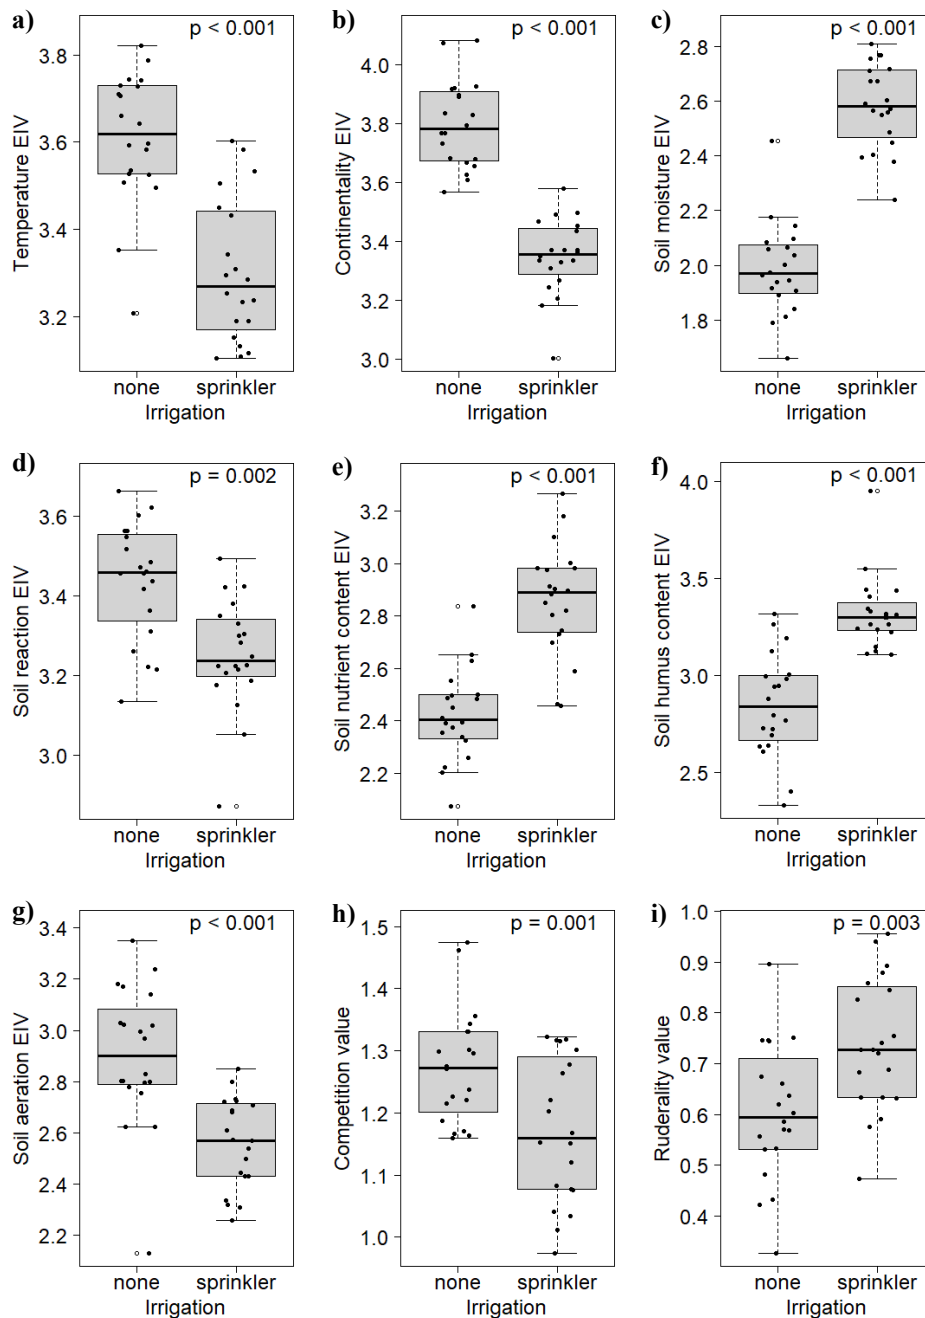 a)
p < 0.001
Temperature EIV
3.8
3.6
3.4
3.2
none sprinkler
Irrigation
b)
p < 0.001
Continentality EIV
4.0
3.8
3.6
3.4
3.2
3.0
none sprinkler
Irrigation
c)
p < 0.001
Soil moisture EIV
2.8
2.6
2.4
2.2
2.0
1.8
none sprinkler
Irrigation
d)
p = 0.002
Soil reaction EIV
3.6
3.4
3.2
3.0
none sprinkler
Irrigation
e)
p < 0.001
Soil nutrient content EIV
3.2
3.0
2.8
2.6
2.4
2.2
none sprinkler
Irrigation
f)
p < 0.001
Soil humus content EIV
4.0
3.5
3.0
2.5
none sprinkler
Irrigation
g)
p < 0.001
Soil aeration EIV
3.4
3.2
3.0
2.8
2.6
2.4
2.2
none sprinkler
Irrigation
h)
p = 0.001
Competition value
1.5
1.4
1.3
1.2
1.1
1.0
none sprinkler
Irrigation
i)
p = 0.003
Ruderality value
1.0
0.9
0.8
0.7
0.6
0.5
0.4
none sprinkler
Irrigation